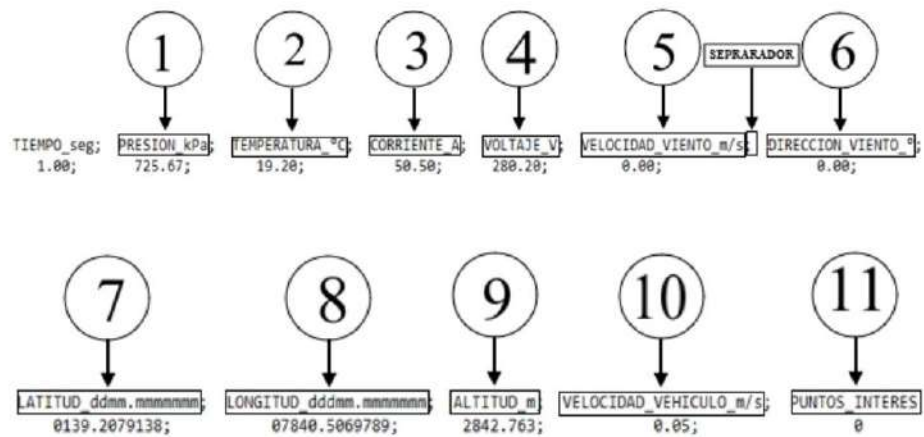 1 2 3 4 5 SEPRARADOR 6
TIEMPO_seg; PRESION_kPa; TEMPERATURA_°C; CORRIENTE_A; VOLTAJE_V; VELOCIDAD_VIENTO_m/s; DIRECCION_VIENTO_°;
1.00; 725.67; 19.20; 50.50; 280.20; 0.00; 0.00;
7 8 9 10 11
LATITUD_ddmm.mmmmmmm; LONGITUD_dddmm.mmmmmmm; ALTITUD_m; VELOCIDAD_VEHICULO_m/s; PUNTOS_INTERES
0139.2079138; 07840.5069789; 2842.763; 0.05; 0